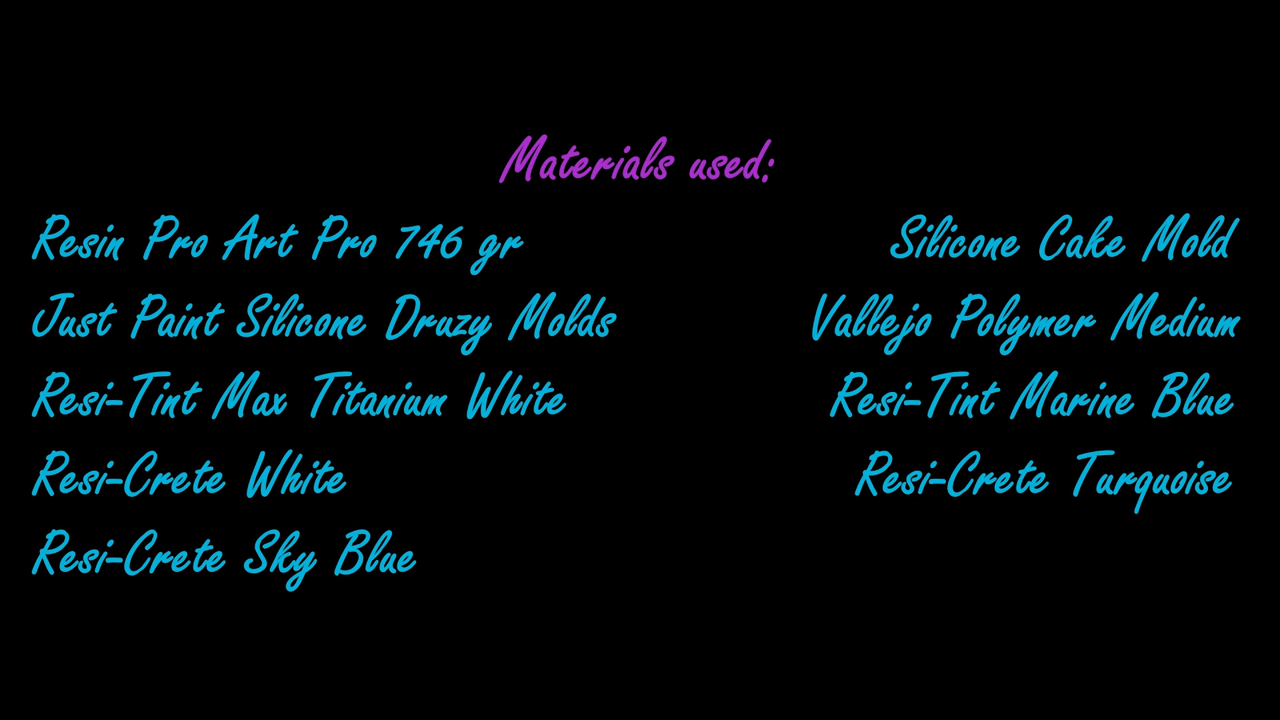 Materials used:
Resin Pro Art Pro 746 gr
Just Paint Silicone Druzy Molds
Resi-Tint Max Titanium White
Resi-Crete White
Resi-Crete Sky Blue
Silicone Cake Mold
Vallejo Polymer Medium
Resi-Tint Marine Blue
Resi-Crete Turquoise